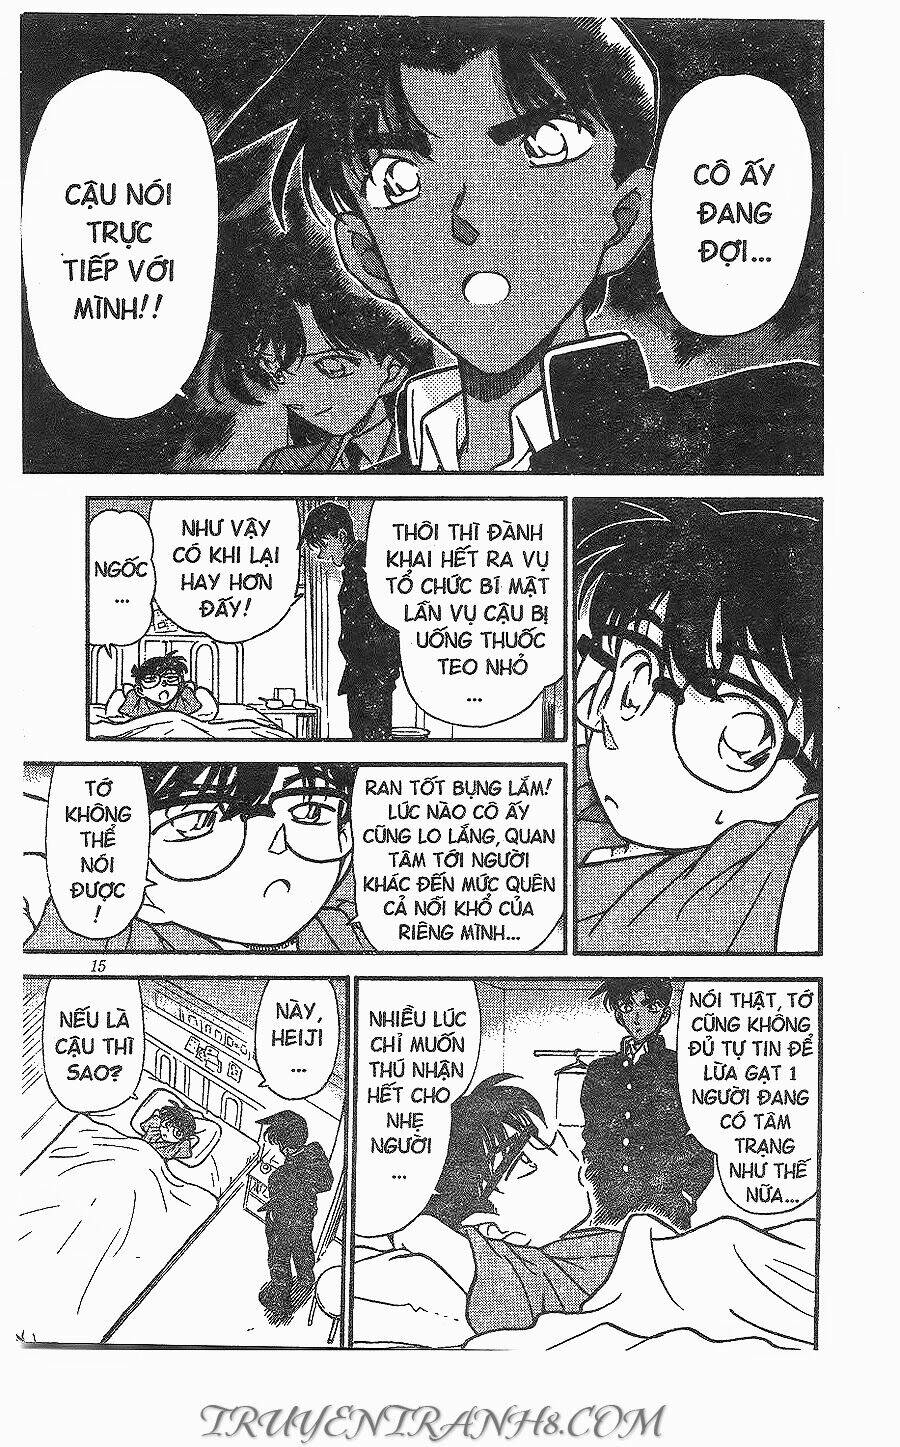 CÔ ẤY
ĐANG
ĐỢI...
CẬU NÓI
TRỰC
TIẾP VỚI
MÌNH!!
THÔI THÌ ĐÀNH
KHAI HẾT RA VỤ
TỔ CHỨC BÍ MẬT
LẪN VỤ CẬU BỊ
UỐNG THUỐC
TEO NHỎ
...
NHƯ VẬY
CÓ KHI LẠI
HAY HƠN
ĐẤY!
NGỐC
...
RAN TỐT BỤNG LẮM!
LÚC NÀO CÔ ẤY
CŨNG LO LẮNG, QUAN
TÂM TỚI NGƯỜI
KHÁC ĐẾN MỨC QUÊN
CẢ NỖI KHỔ CỦA
RIÊNG MÌNH...
TỚ
KHÔNG
THỂ
NÓI
ĐƯỢC
!
15
NÓI THẬT, TỚ
CŨNG KHÔNG
ĐỦ TỰ TIN ĐỂ
LỪA GẠT 1
NGƯỜI ĐANG
CÓ TÂM
TRẠNG
NHƯ THẾ
NỮA...
NHIỀU LÚC
CHỈ MUỐN
THÚ NHẬN
HẾT CHO
NHẸ
NGƯỜI
...
NÀY,
HEIJI
...
NẾU LÀ
CẬU THÌ
SAO?
TRUYENTRANH8.COM